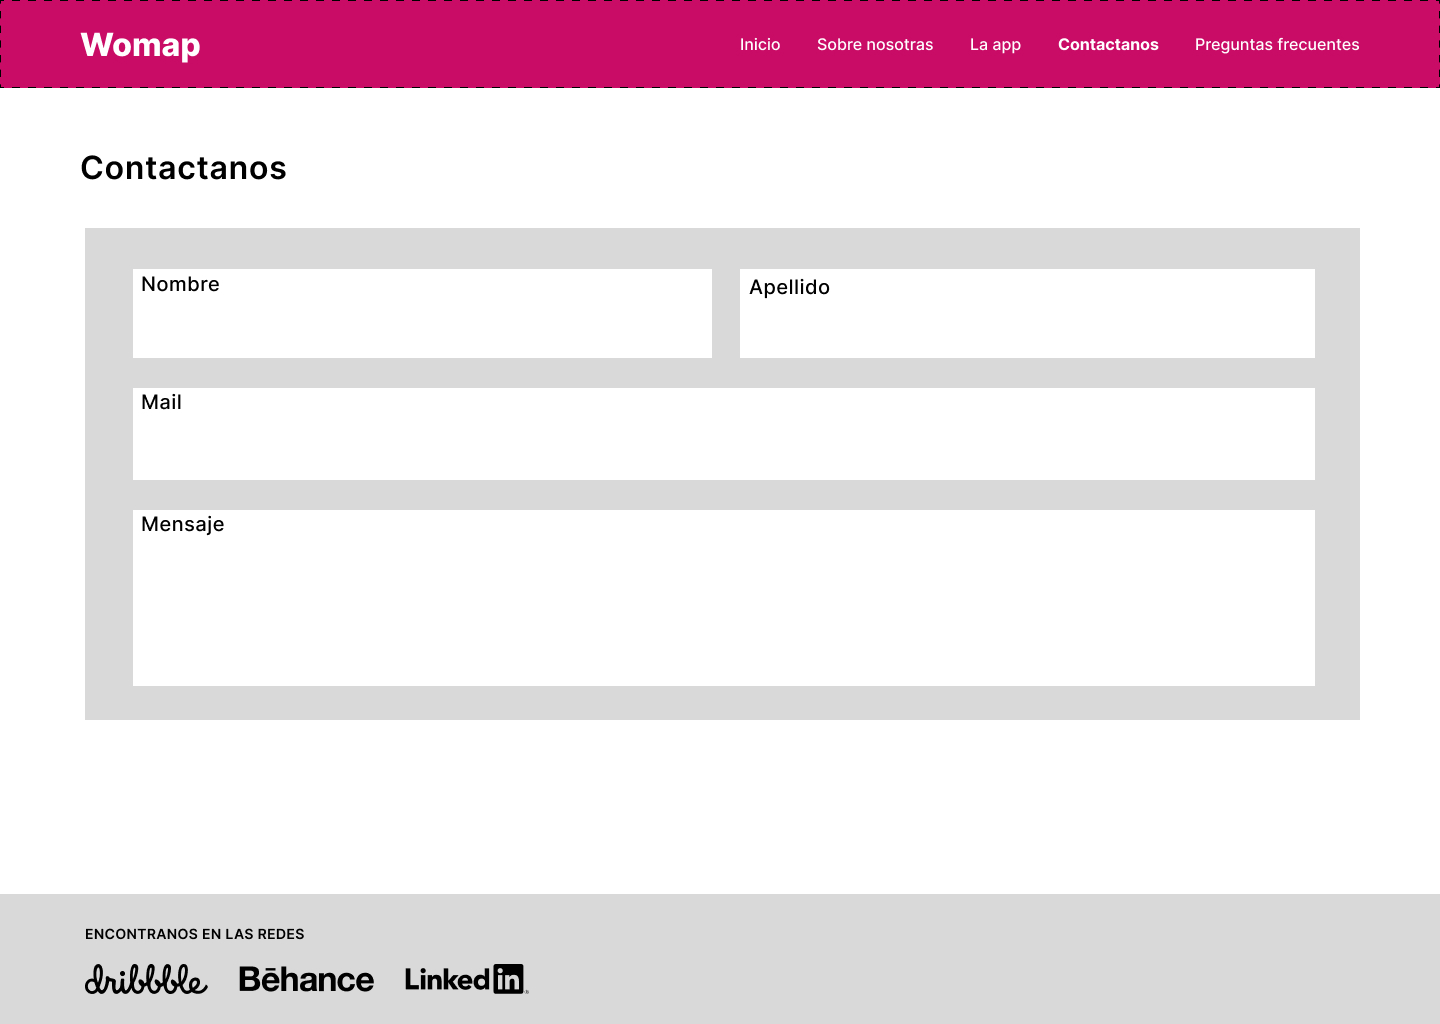 Womap
Inicio Sobre nosotras La app Contactanos Preguntas frecuentes
Contactanos
Nombre
Apellido
Mail
Mensaje
ENCONTRANOS EN LAS REDES
dribbble Bēhance Linkedin